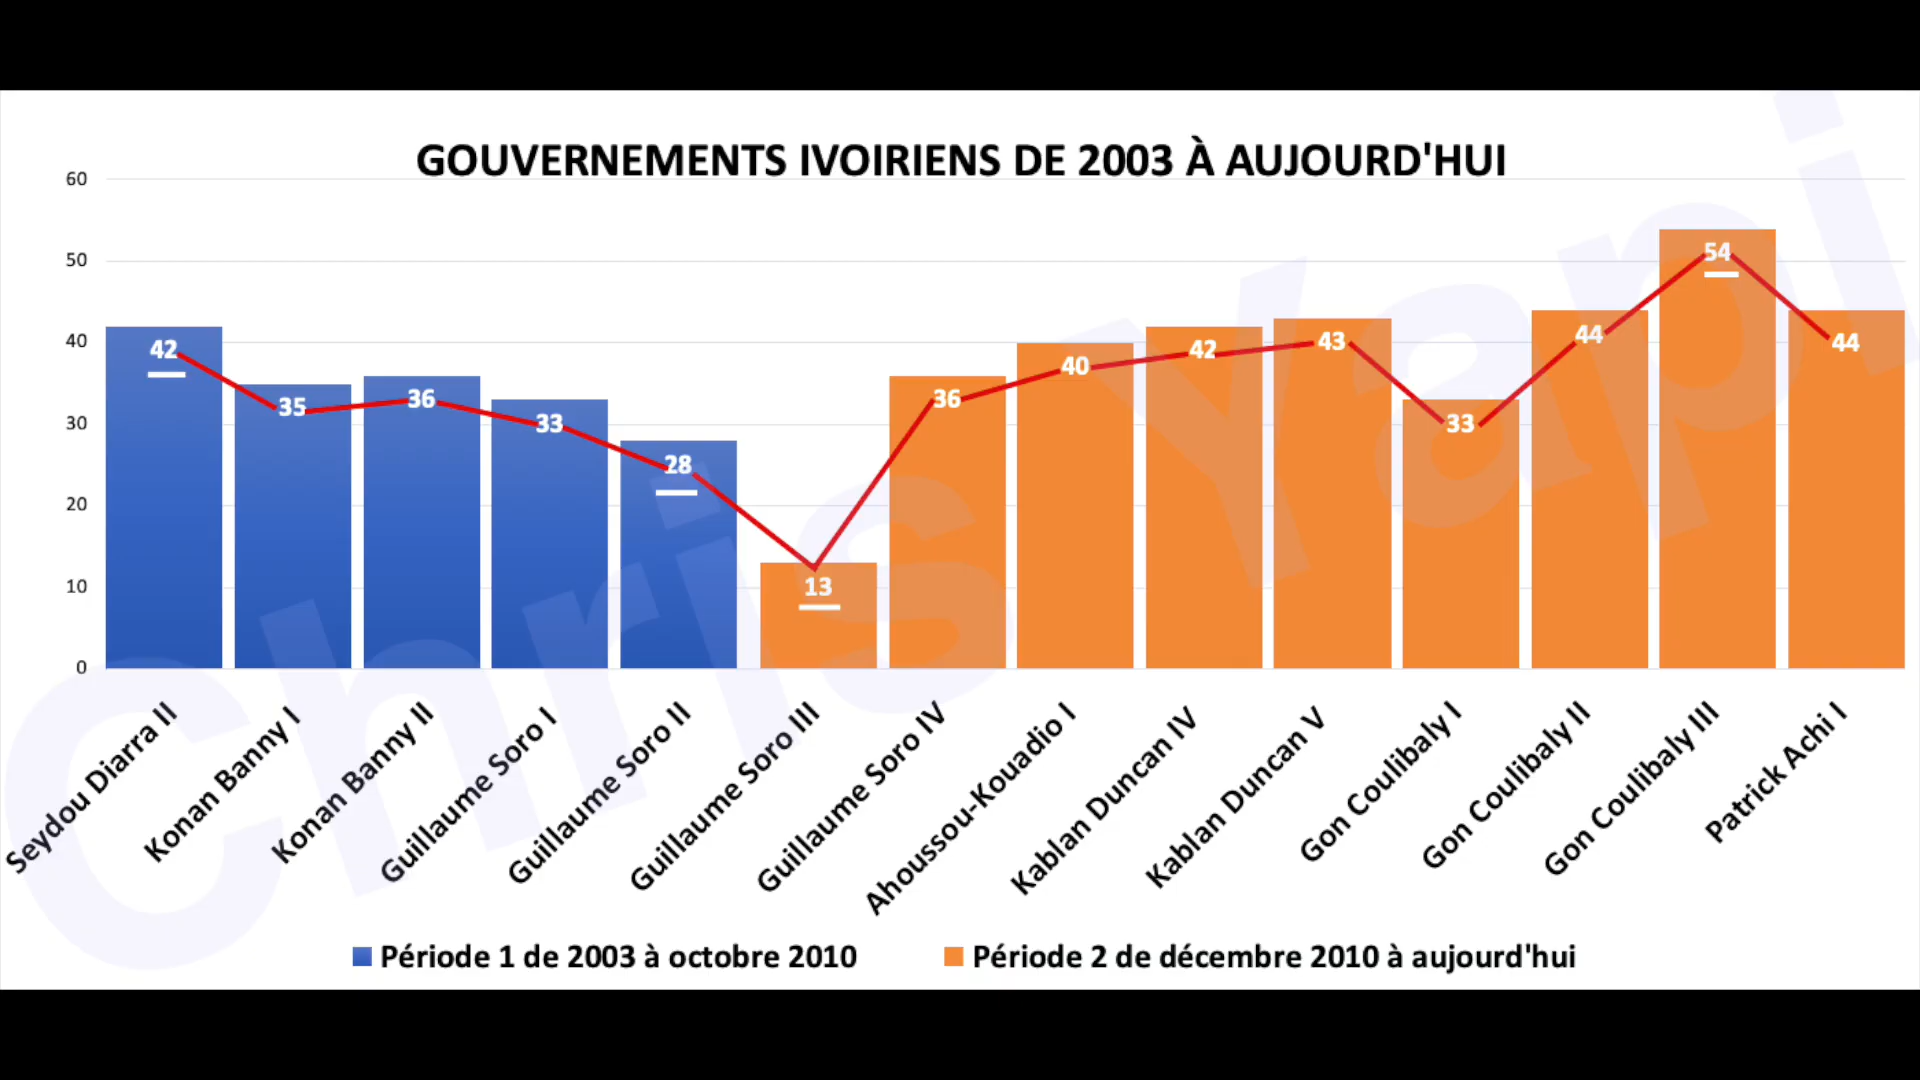 GOUVERNEMENTS IVOIRIENS DE 2003 À AUJOURD'HUI
60
50
40
30
20
10
0
42
35
36
33
28
13
36
40
42
43
33
44
54
44
Seydou Diarra II
Konan Banny I
Konan Banny II
Guillaume Soro I
Guillaume Soro II
Guillaume Soro III
Guillaume Soro IV
Ahoussou-Kouadio I
Kablan Duncan IV
Kablan Duncan V
Gon Coulibaly I
Gon Coulibaly II
Gon Coulibaly III
Patrick Achi I
Période 1 de 2003 à octobre 2010
Période 2 de décembre 2010 à aujourd'hui
Chris Yapi